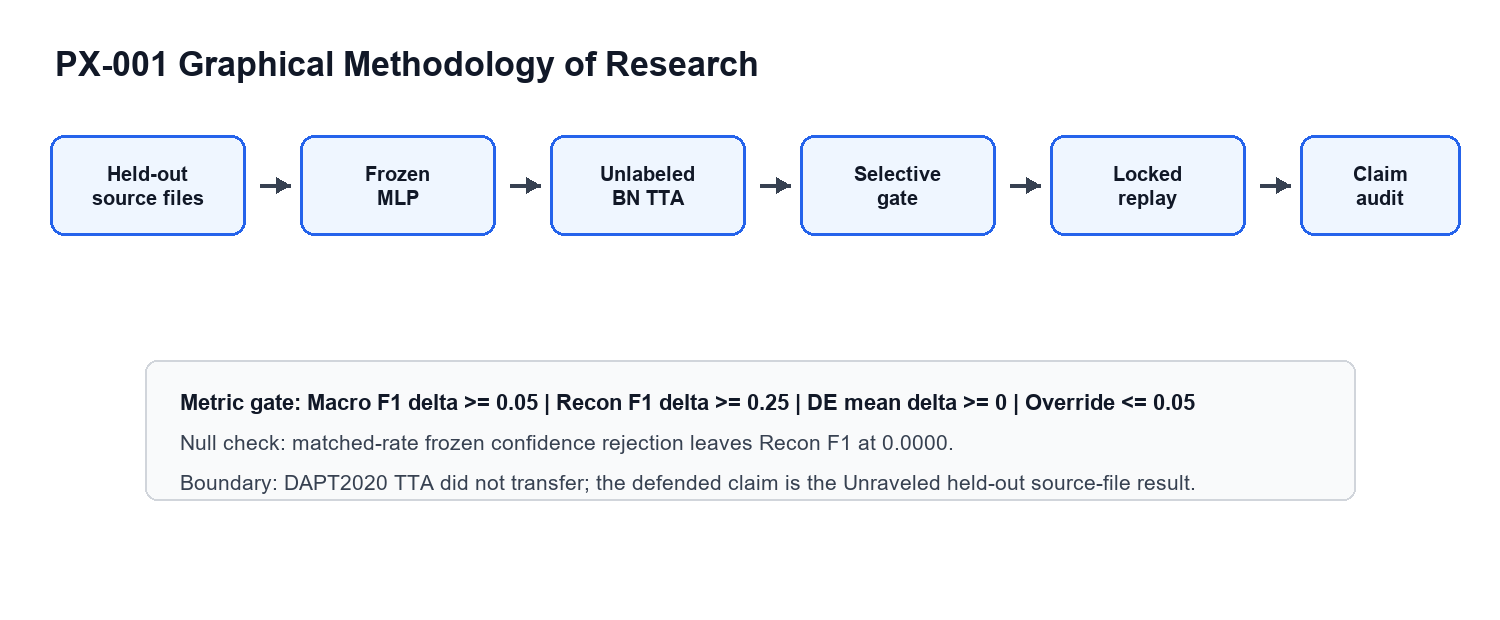 PX-001 Graphical Methodology of Research
Held-out
source files
Frozen
MLP
Unlabeled
BN TTA
Selective
gate
Locked
replay
Claim
audit
Metric gate: Macro F1 delta >= 0.05 | Recon F1 delta >= 0.25 | DE mean delta >= 0 | Override <= 0.05
Null check: matched-rate frozen confidence rejection leaves Recon F1 at 0.0000.
Boundary: DAPT2020 TTA did not transfer; the defended claim is the Unraveled held-out source-file result.